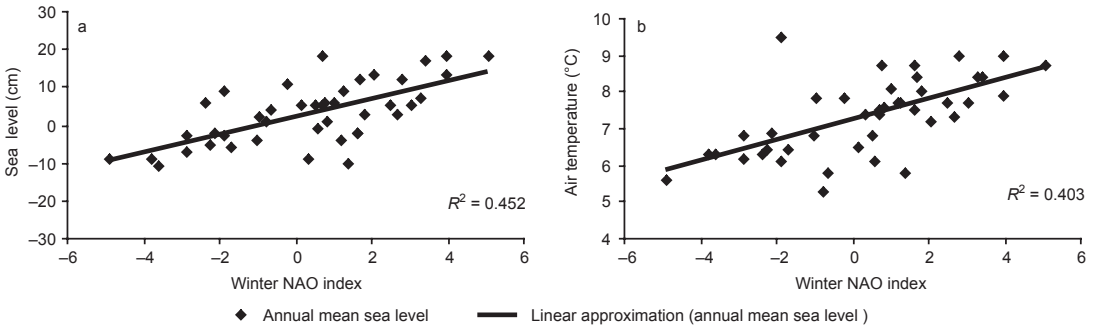 a
30
20
10
0
–10
–20
–30
Sea level (cm)
R² = 0.452
–6 –4 –2 0 2 4 6
Winter NAO index
b
10
9
8
7
6
5
4
Air temperature (°C)
R² = 0.403
–6 –4 –2 0 2 4 6
Winter NAO index
Annual mean sea level
Linear approximation (annual mean sea level )